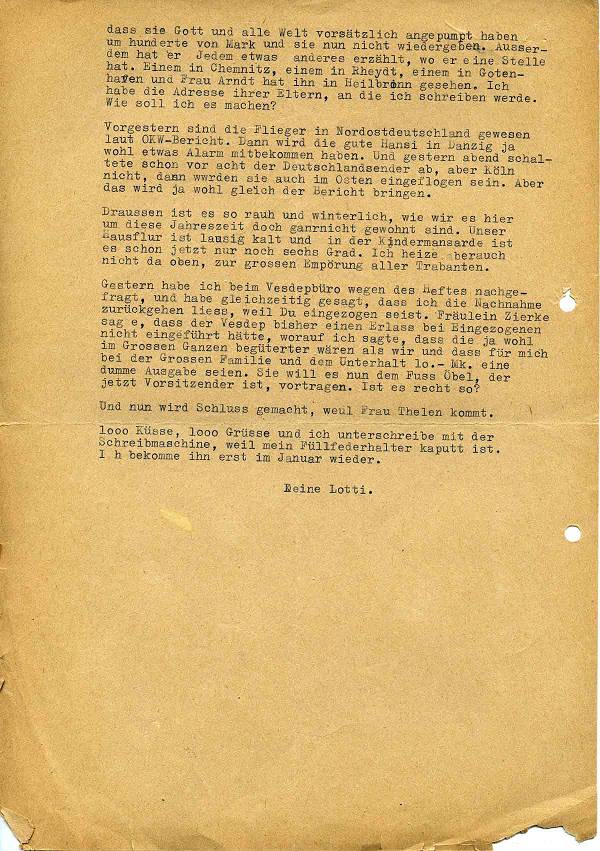 dass sie Gott und alle Welt vorsätzlich angepumpt haben
um hunderte von Mark und sie nun nicht wiedergeben. Ausser-
dem hat er Jedem etwas anderes erzählt, wo er eine Stelle
hat. Einem in Chemnitz, einem in Rheydt, einem in Goten-
hafen und Frau Arndt hat ihn in Heilbronn gesehen. Ich
habe die Adresse ihrer Eltern, an die ich schreiben werde.
Wie soll ich es machen?
Vorgestern sind die Flieger in Nordostdeutschland gewesen
laut OKW-Bericht. Dann wird die gute Hansi in Danzig ja
wohl etwas Alarm mitbekommen haben. Und gestern abend schal-
tete schon vor acht der Deutschlandsender ab, aber Köln
nicht, dann wwrden sie auch im Osten eingeflogen sein. Aber
das wird ja wohl gleich der Bericht bringen.
Draussen ist es so rauh und winterlich, wie wir es hier
um diese Jahreszeit doch ganrnicht gewohnt sind. Unser
Hausflur ist lausig kalt und in der Kindermansarde ist
es schon jetzt nur noch sechs Grad. Ich heize aberauch
nicht da oben, zur grossen Empörung aller Trabanten.
Gestern habe ich beim Vesdepbüro wegen des Heftes nachge-
fragt, und habe gleichzeitig gesagt, dass ich die Nachnahme
zurückgehen liess, weil Du eingezogen seist. Fräulein Zierke
sag e, dass der Vesdep bisher einen Erlass bei Eingezogenen
nicht eingeführt hätte, worauf ich sagte, dass die ja wohl
im Grossen Ganzen begüterter wären als wir und dass für mich
bei der Grossen Familie und dem Unterhalt lo.- Mk. eine
dumme Ausgabe seien. Sie will es nun dem Fuss Öbel, der
jetzt Vorsitzender ist, vortragen. Ist es recht so?
Und nun wird Schluss gemacht, weul Frau Thelen kommt.
looo Küsse, looo Grüsse und ich unterschreibe mit der
Schreibmaschine, weil mein Füllfederhalter kaputt ist.
I h bekomme ihn erst im Januar wieder.
Deine Lotti.